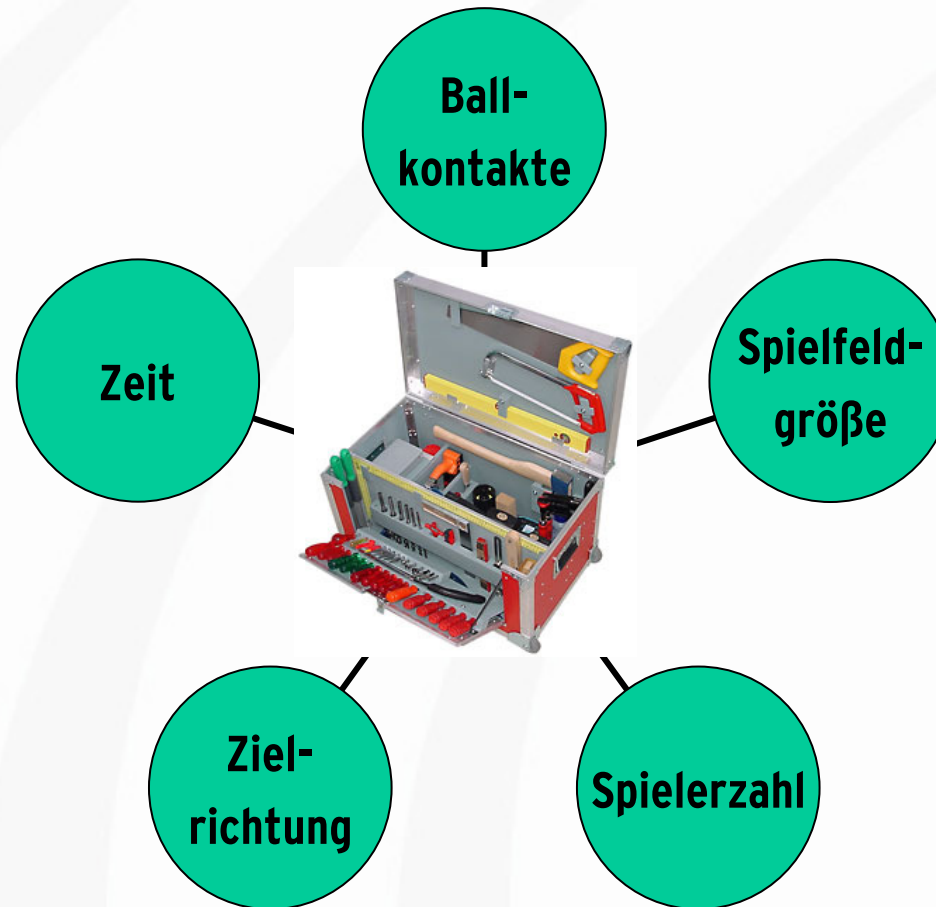 Ball-
kontakte
Spielfeld-
größe
Spielerzahl
Ziel-
richtung
Zeit